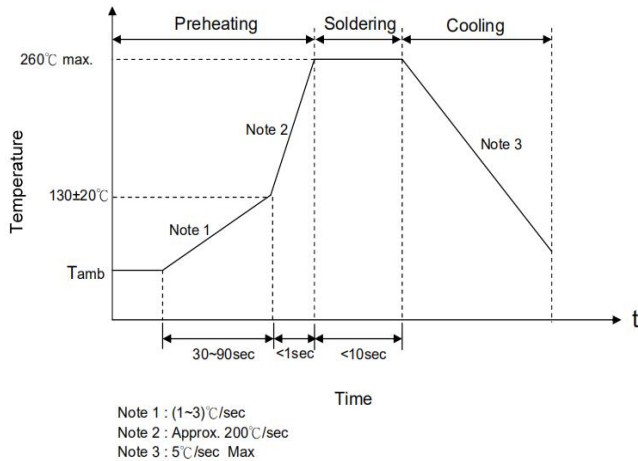 Preheating Soldering Cooling
260℃ max.
Note 2
Note 3
Temperature
130±20℃
Note 1
Tamb
t
30~90sec <1sec <10sec
Time
Note 1 : (1~3)℃/sec
Note 2 : Approx. 200℃/sec
Note 3 : 5℃/sec Max